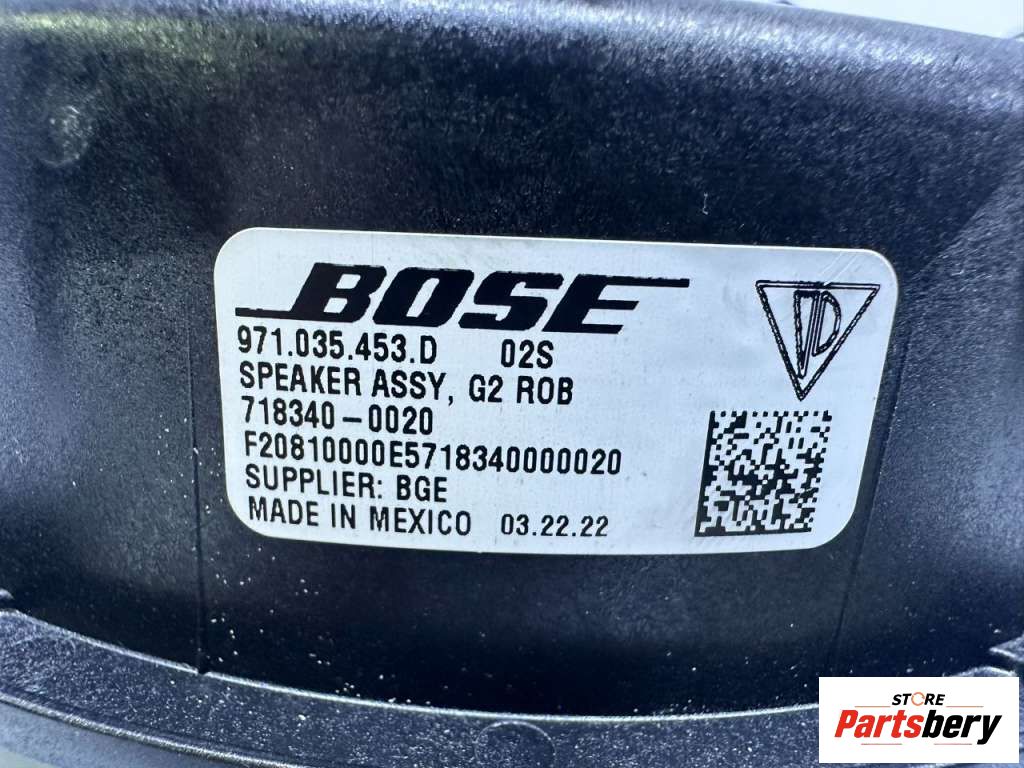 BOSE
971.035.453.D 02S
SPEAKER ASSY, G2 ROB
718340-0020
F20810000E5718340000020
SUPPLIER: BGE
MADE IN MEXICO 03.22.22
STORE
Partsbery